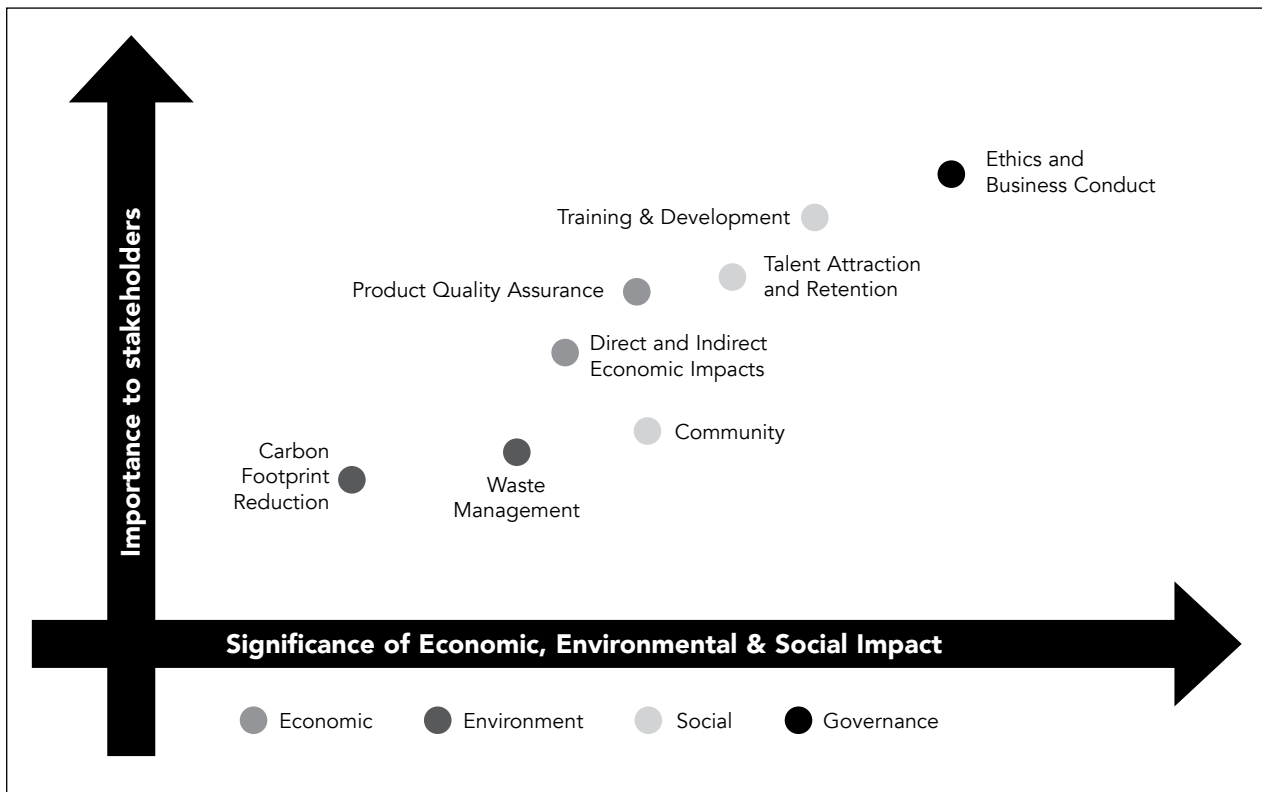 Importance to stakeholders
Ethics and
Business Conduct
Training & Development
Talent Attraction
and Retention
Product Quality Assurance
Direct and Indirect
Economic Impacts
Community
Carbon
Footprint
Reduction
Waste
Management
Significance of Economic, Environmental & Social Impact
Economic
Environment
Social
Governance